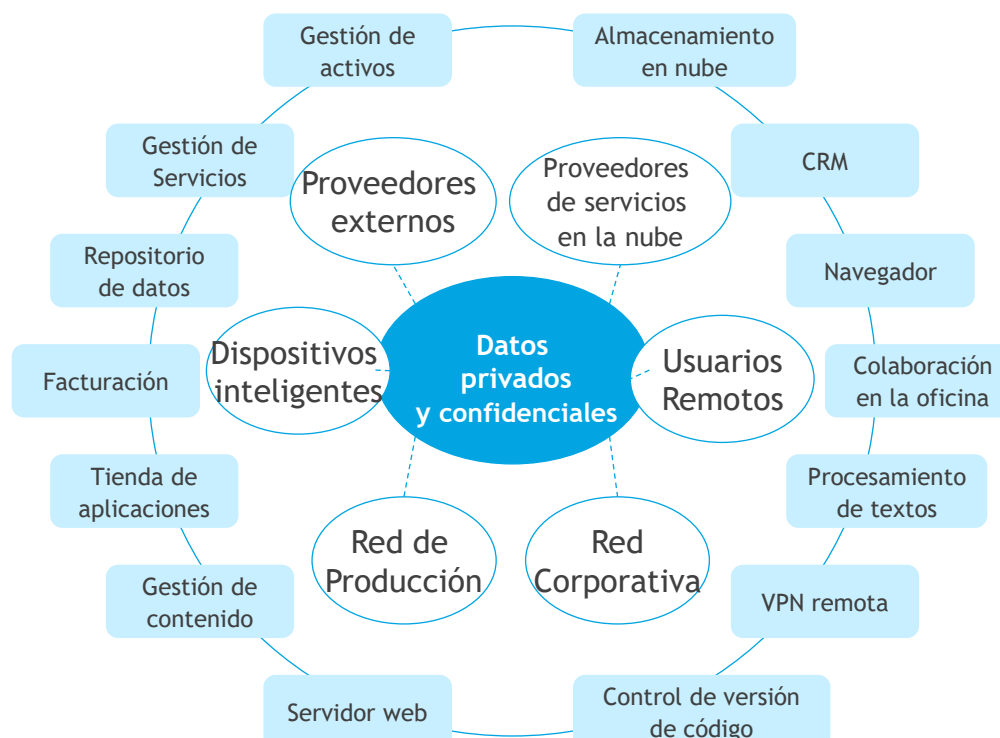 Gestión de
activos
Almacenamiento
en nube
Gestión de
Servicios
CRM
Proveedores
externos
Proveedores
de servicios
en la nube
Repositorio
de datos
Navegador
Dispositivos
inteligentes
Datos
privados
y confidenciales
Usuarios
Remotos
Facturación
Colaboración
en la oficina
Tienda de
aplicaciones
Procesamiento
de textos
Red de
Producción
Red
Corporativa
Gestión de
contenido
VPN remota
Servidor web
Control de versión
de código